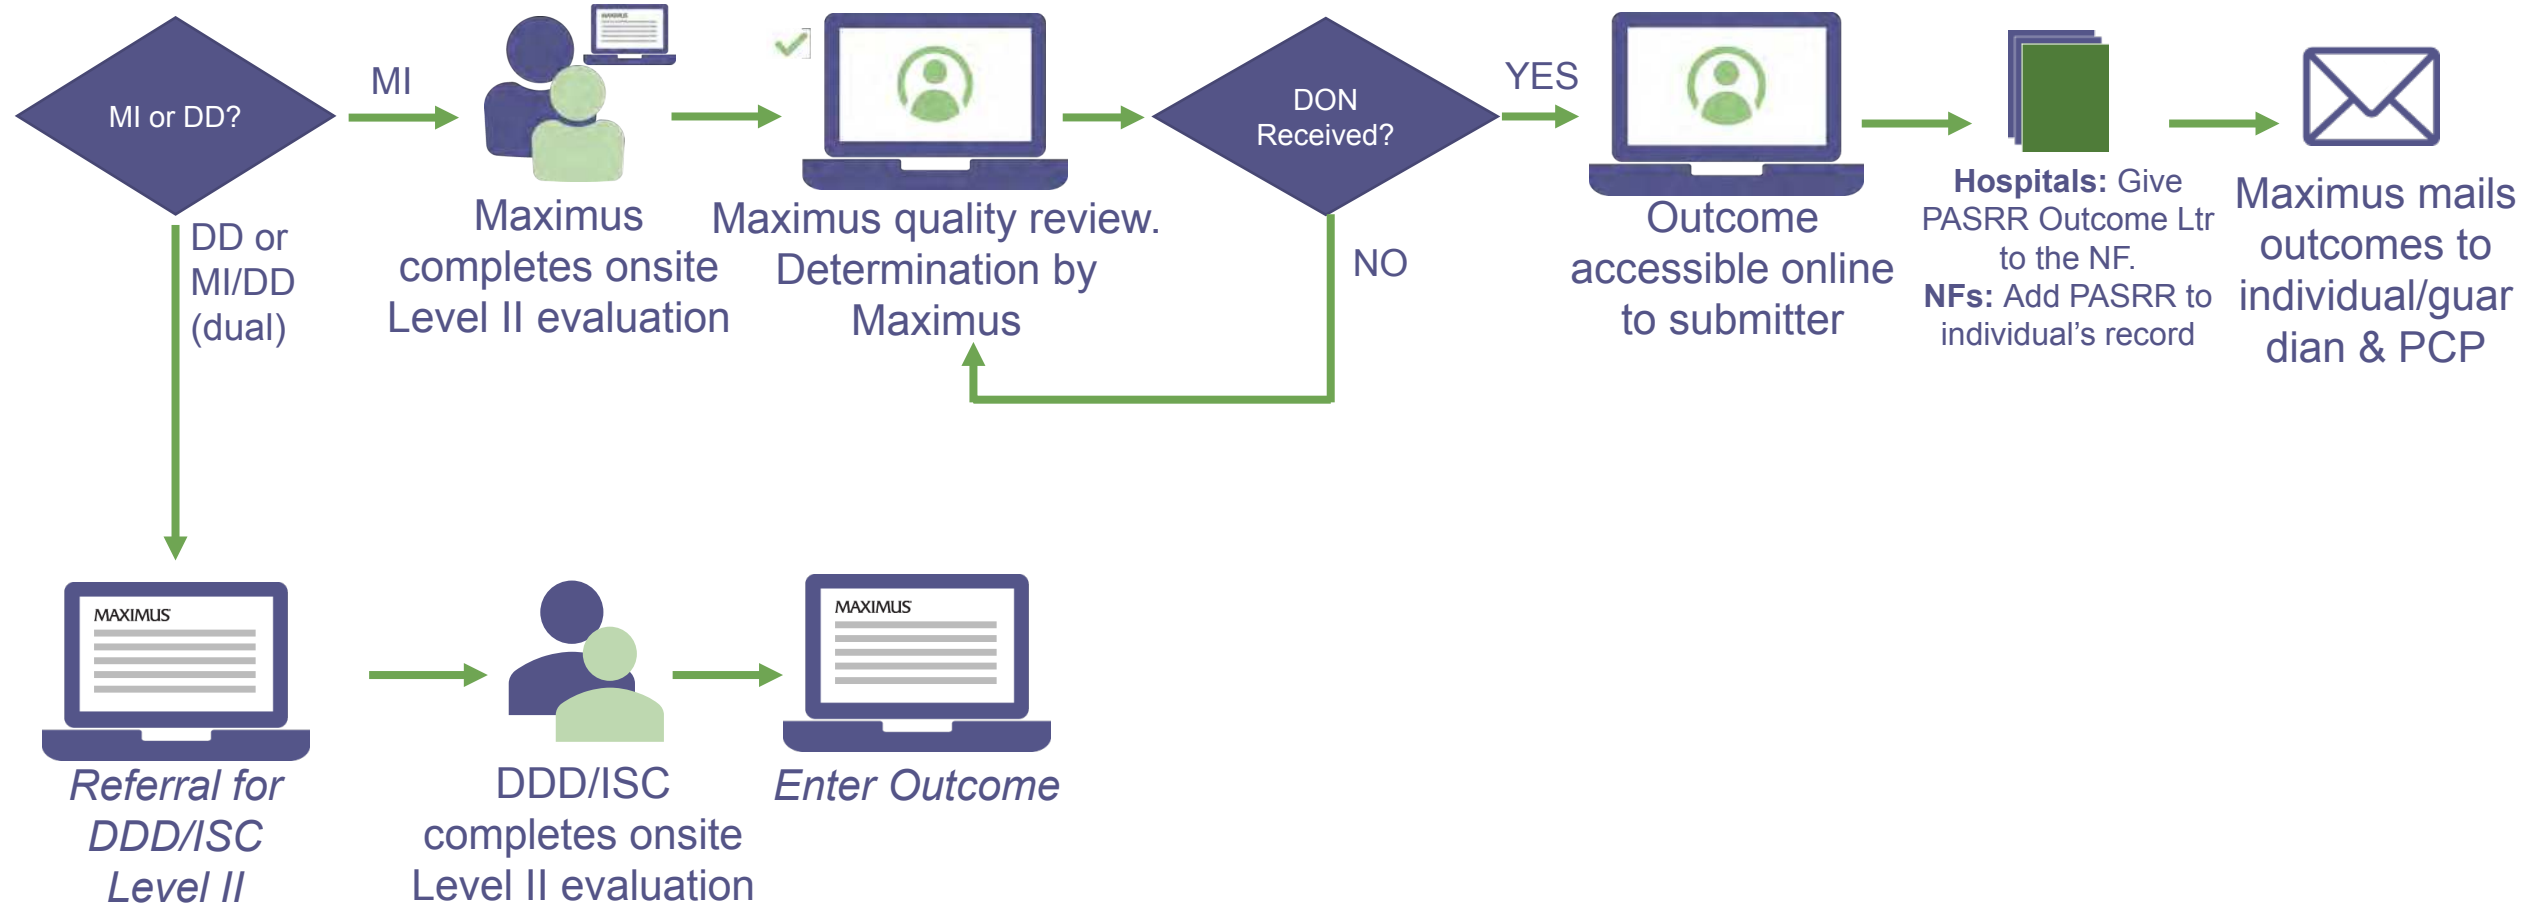 MI or DD?
MI
MAXIMUS
Maximus
completes onsite
Level II evaluation
Maximus quality review.
Determination by
Maximus
DON
Received?
YES
NO
Outcome
accessible online
to submitter
Hospitals: Give
PASRR Outcome Ltr
to the NF.
NFs: Add PASRR to
individual's record
Maximus mails
outcomes to
individual/guar
dian & PCP
DD or
MI/DD
(dual)
MAXIMUS
Referral for
DDD/ISC
Level II
DDD/ISC
completes onsite
Level II evaluation
MAXIMUS
Enter Outcome